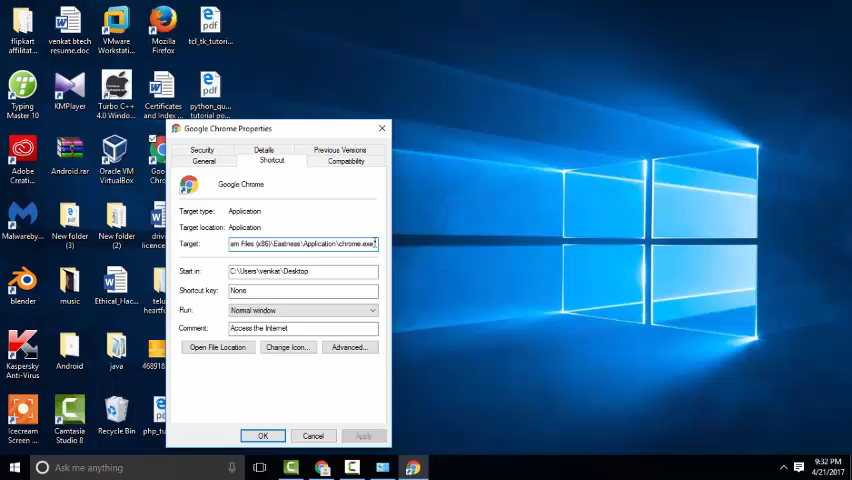 flipkart
affilitat...
venkat btech
resume.doc
VMware
Workstati...
Mozilla
Firefox
tcl_tk_tutori...
pdf
Typing
Master 10
KMPlayer
Turbo C++
4.0 Windo...
Certificates
and Index ...
python_qu...
tutorial po...
pdf
Adobe
Creati...
Android.rar
Oracle VM
VirtualBox
Malwareby...
New folder
(3)
New folder
(2)
blender
music
Ethical_Hac...
Kaspersky
Anti-Virus
Android
java
Icecream
Screen ...
Camtasia
Studio 8
Recycle Bin
Google Chrome Properties
Security
Details
Previous Versions
General
Shortcut
Compatibility
Google Chrome
Target type:
Application
Target location:
Application
Target:
am Files (x86)\Eastness\Application\chrome.exe"
Start in:
C:\Users\venkat\Desktop
Shortcut key:
None
Run:
Normal window
Comment:
Access the Internet
Open File Location
Change Icon...
Advanced...
OK
Cancel
Apply
Ask me anything
9:32 PM
4/21/2017